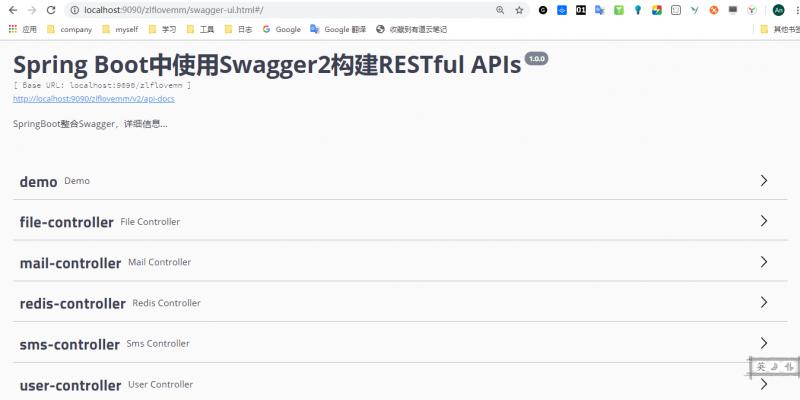 localhost:9090/zlflovemm/swagger-ui.html#/
应用 company myself 学习 工具 日志 Google Google 翻译 收藏到有道云笔记 其他书签
Spring Boot中使用Swagger2构建RESTful APIs 1.0.0
[ Base URL: localhost:9090/zlflovemm ]
http://localhost:9090/zlflovemm/v2/api-docs
SpringBoot整合Swagger，详细信息...
demo Demo
file-controller File Controller
mail-controller Mail Controller
redis-controller Redis Controller
sms-controller Sms Controller
英
user-controller User Controller